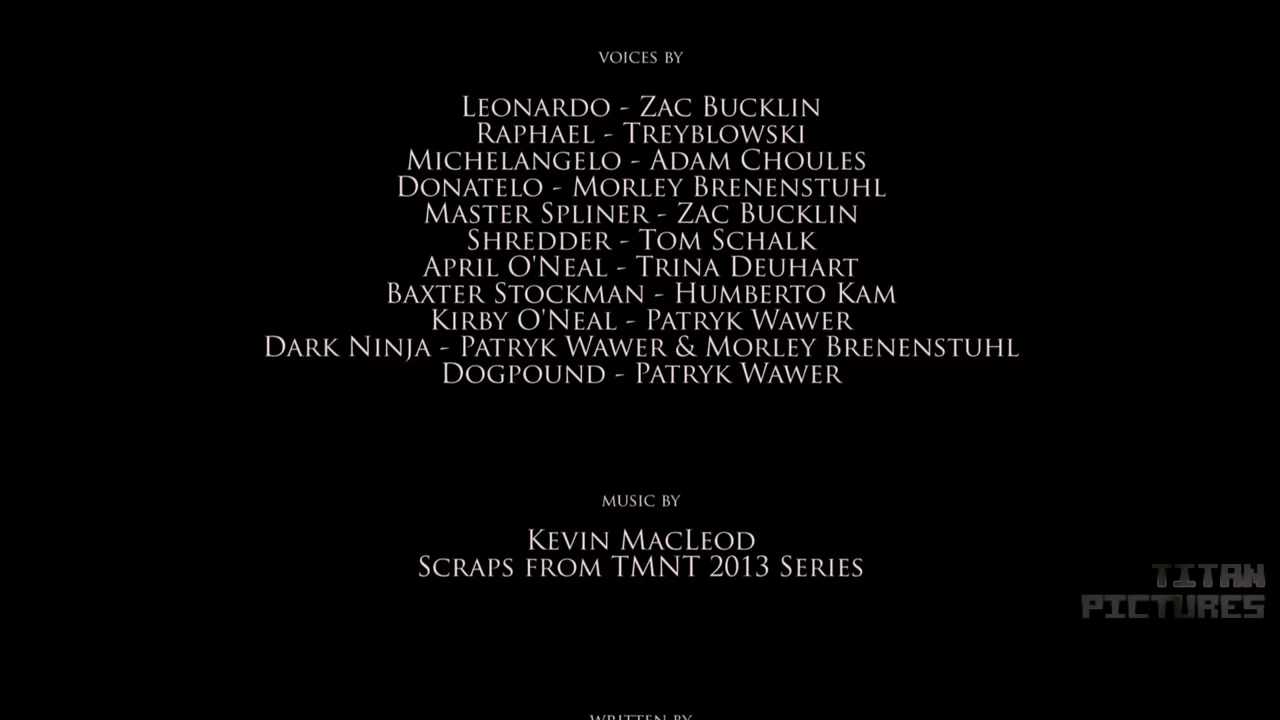 VOICES BY
LEONARDO - ZAC BUCKLIN
RAPHAEL - TREYBLOWSKI
MICHELANGELO - ADAM CHOULES
DONATELO - MORLEY BRENENSTUHL
MASTER SPLINER - ZAC BUCKLIN
SHREDDER - TOM SCHALK
APRIL O'NEAL - TRINA DEUHART
BAXTER STOCKMAN - HUMBERTO KAM
KIRBY O'NEAL - PATRYK WAWER
DARK NINJA - PATRYK WAWER & MORLEY BRENENSTUHL
DOGPOUND - PATRYK WAWER
MUSIC BY
KEVIN MACLEOD
SCRAPS FROM TMNT 2013 SERIES
TITAN
PICTURES
WRITTEN BY